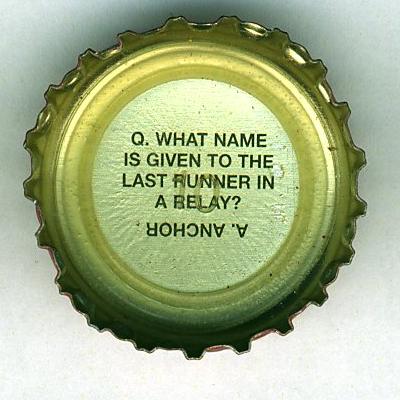 Q. WHAT NAME
IS GIVEN TO THE
LAST RUNNER IN
A RELAY?
A. ANCHOR